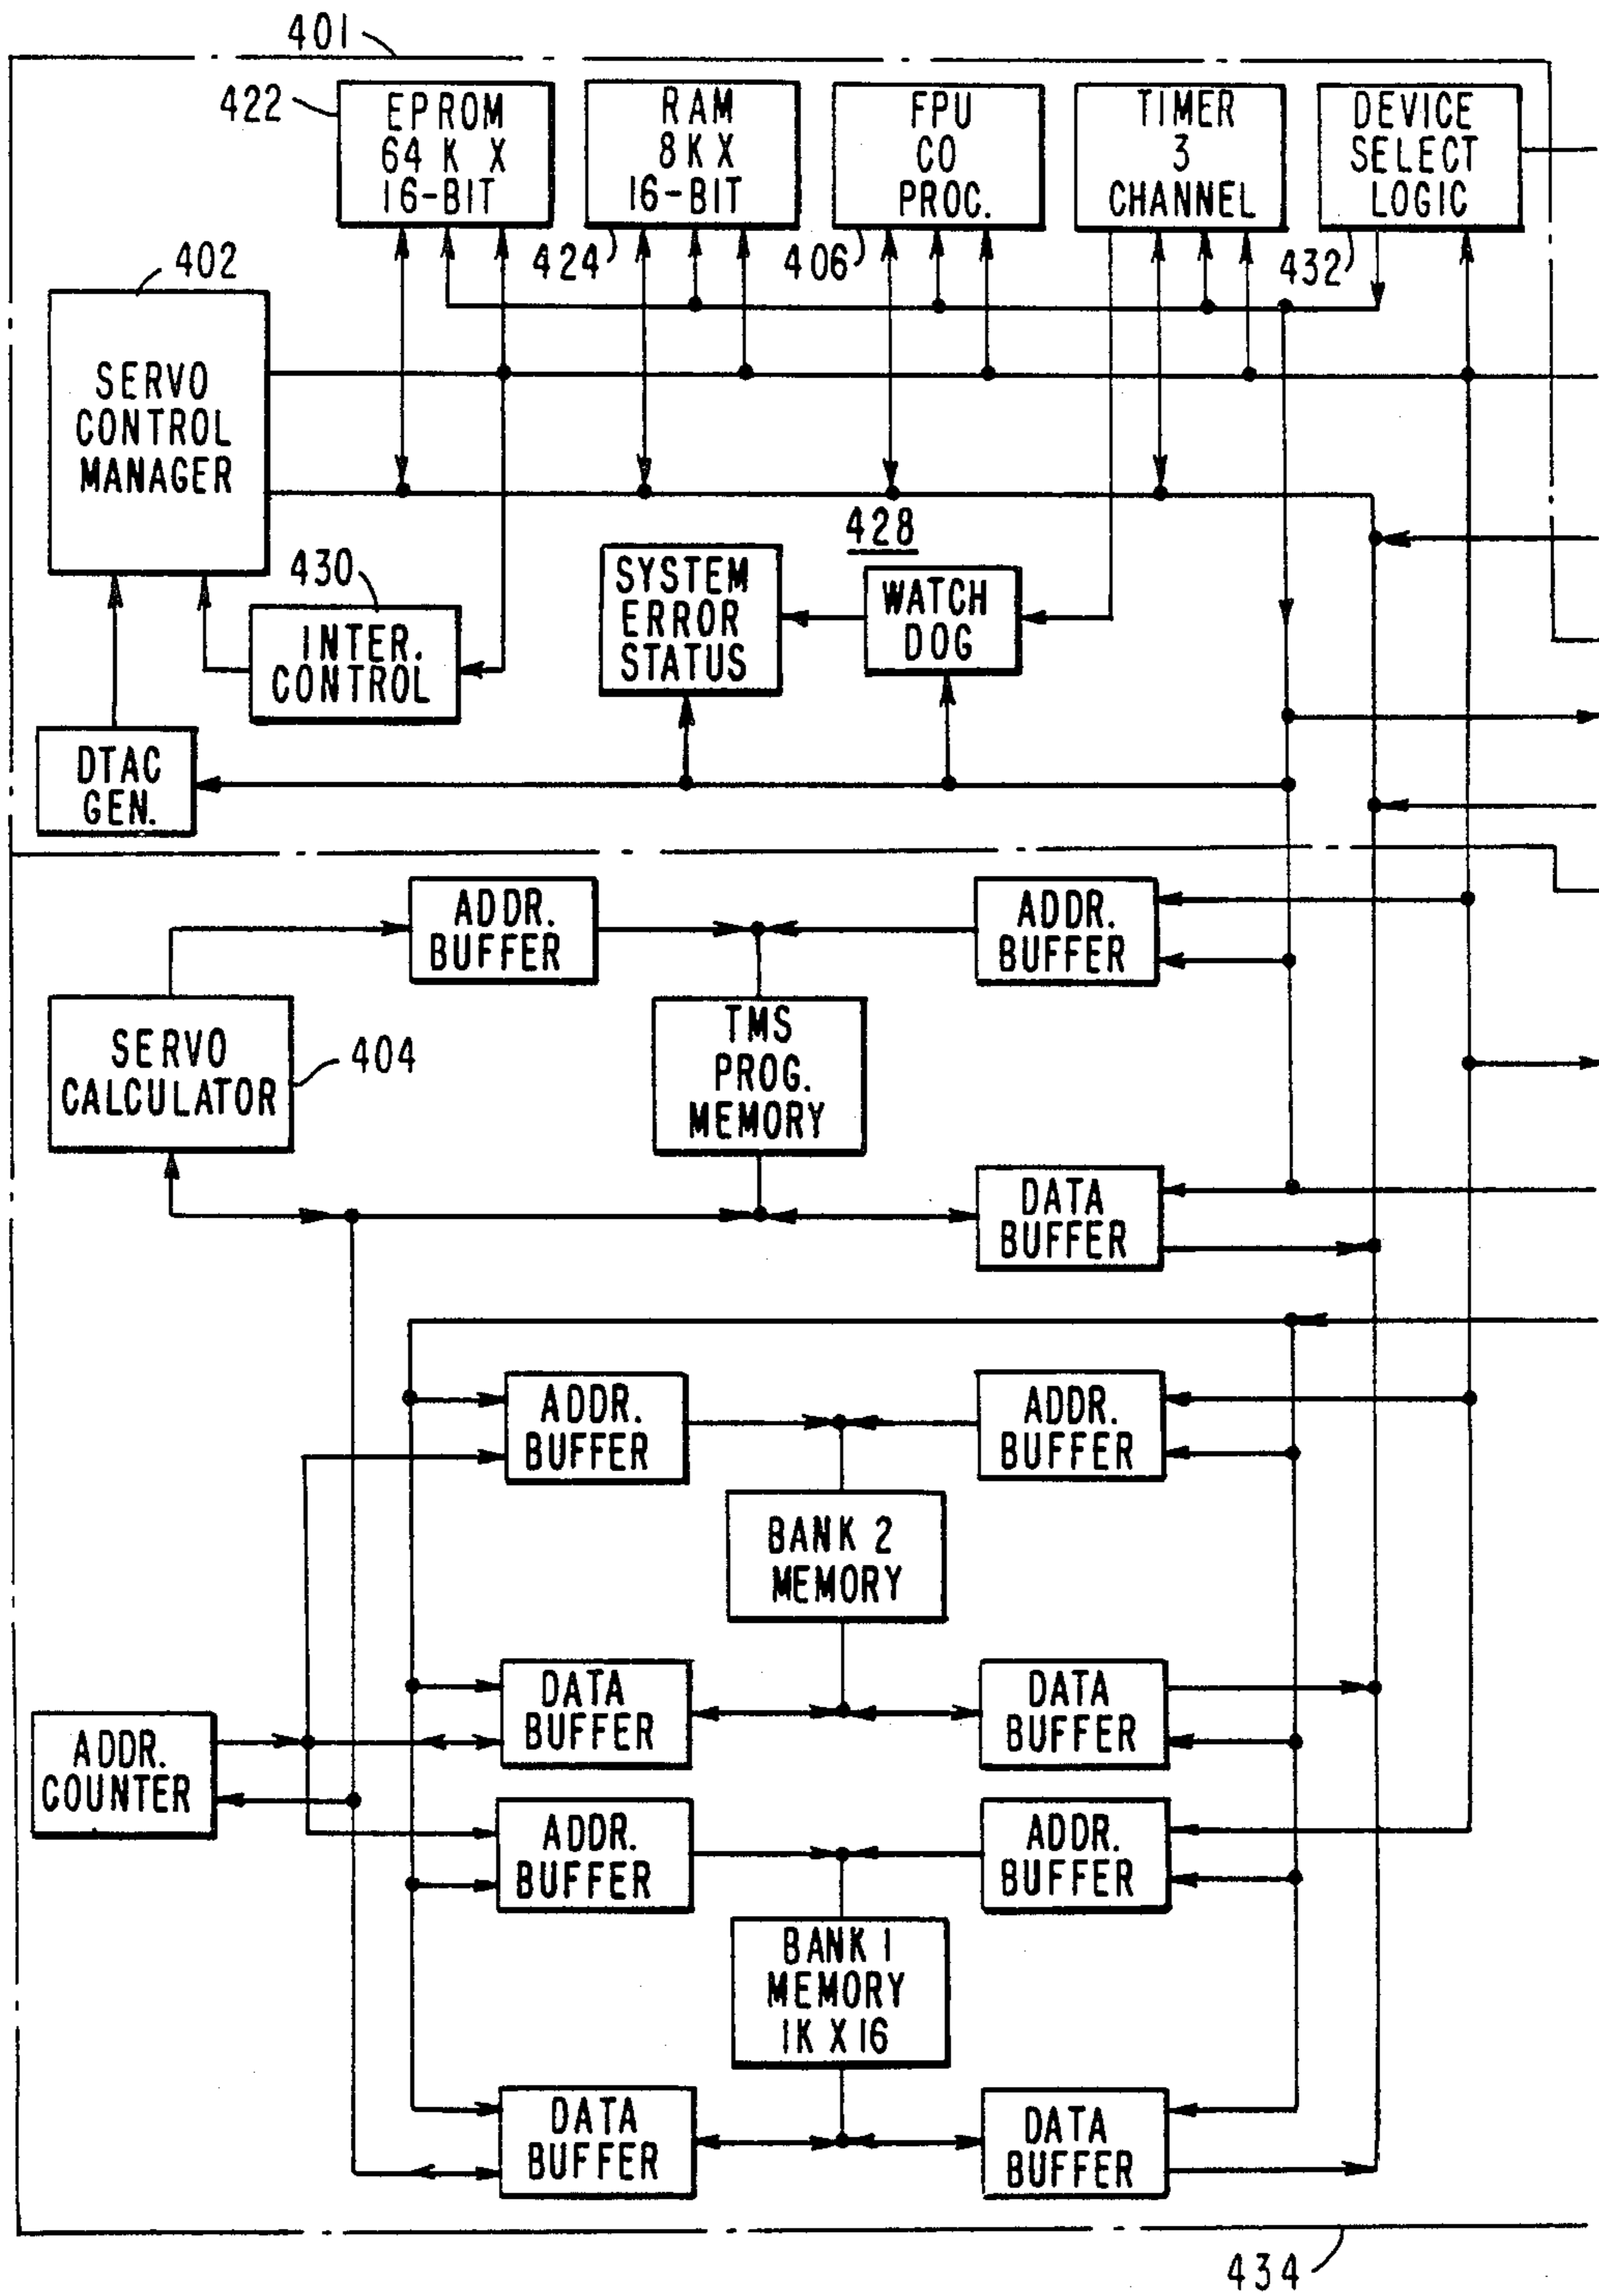 401
422
EPROM
64 K X
16-BIT
RAM
8K X
16-BIT
FPU
CO
PROC.
TIMER
3
CHANNEL
DEVICE
SELECT
LOGIC
424
406
432
402
SERVO
CONTROL
MANAGER
428
430
INTER.
CONTROL
SYSTEM
ERROR
STATUS
WATCH
DOG
DTAC
GEN.
ADDR.
BUFFER
ADDR.
BUFFER
SERVO
CALCULATOR
404
TMS
PROG.
MEMORY
DATA
BUFFER
ADDR.
BUFFER
ADDR.
BUFFER
BANK 2
MEMORY
DATA
BUFFER
DATA
BUFFER
ADDR.
COUNTER
ADDR.
BUFFER
ADDR.
BUFFER
BANK 1
MEMORY
1K X 16
DATA
BUFFER
DATA
BUFFER
434